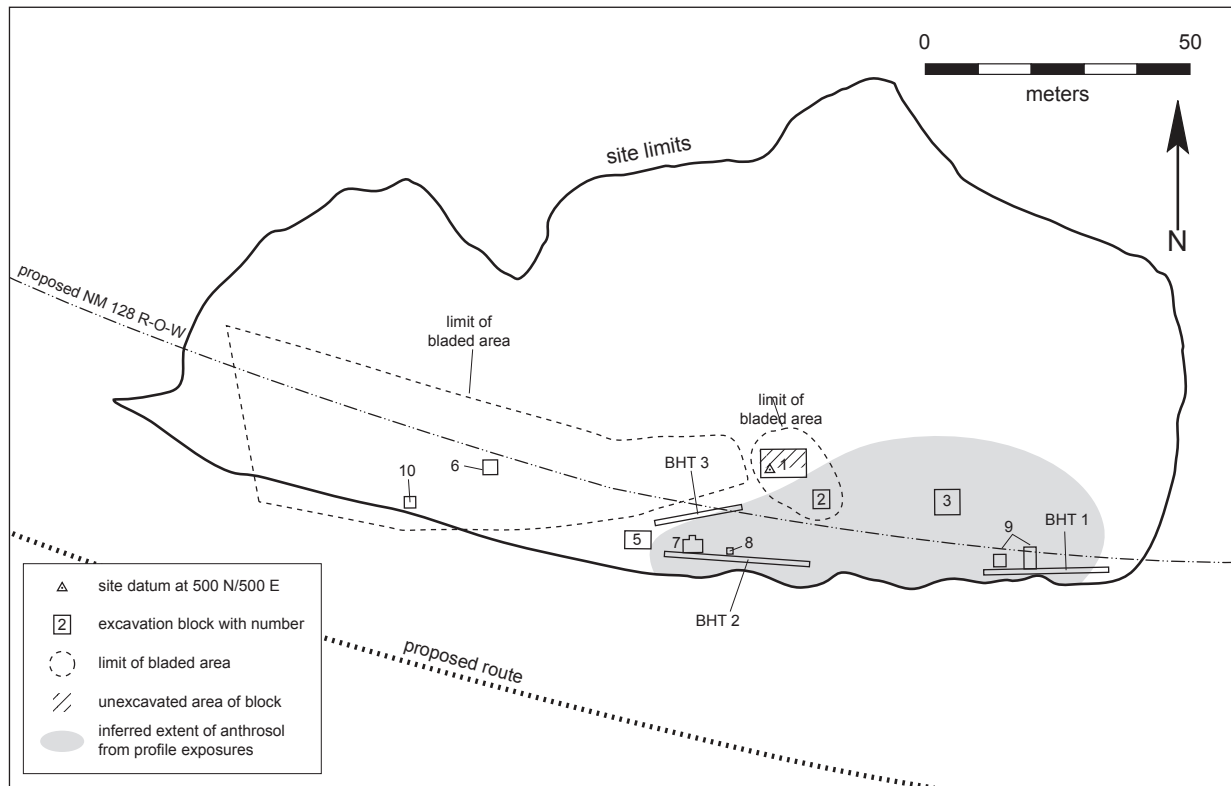 0
50
meters
N
site limits
proposed NM 128 R-O-W
limit of
bladed area
limit of
bladed area
1
BHT 3
6
10
2
3
BHT 1
9
5
7
8
BHT 2
proposed route
site datum at 500 N/500 E
2
excavation block with number
limit of bladed area
unexcavated area of block
inferred extent of anthrosol
from profile exposures